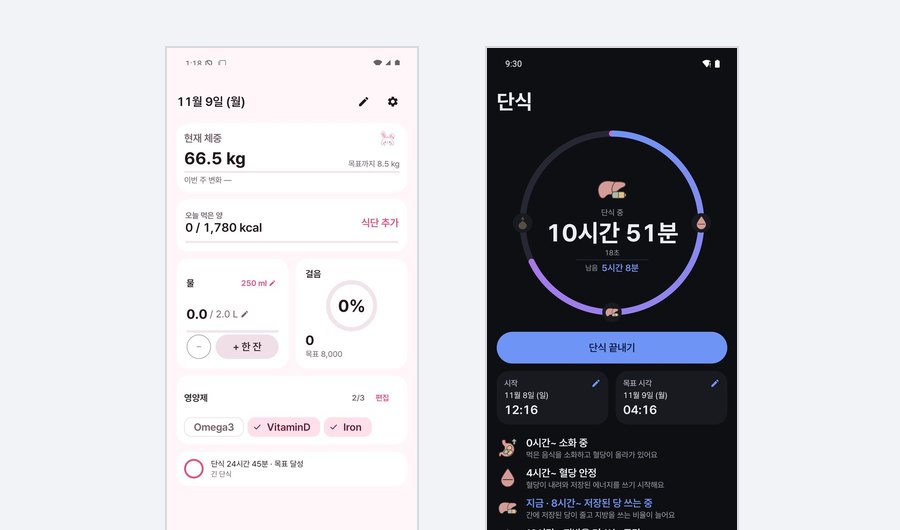 1:18
11월 9일 (월)
현재 체중
66.5 kg
목표까지 8.5 kg
이번 주 변화 —
오늘 먹은 양
0 / 1,780 kcal
식단 추가
물
250 ml
0.0 / 2.0 L
− + 한 잔
걸음
0%
0
목표 8,000
영양제
2/3 편집
Omega3 VitaminD Iron
단식 24시간 45분 · 목표 달성
긴 단식
9:30
단식
단식 중
10시간 51분
18초
남음 5시간 8분
단식 끝내기
시작
11월 8일 (일)
12:16
목표 시각
11월 9일 (월)
04:16
0시간~ 소화 중
먹은 음식을 소화하고 혈당이 올라가 있어요
4시간~ 혈당 안정
혈당이 내려와 저장된 에너지를 쓰기 시작해요
지금 · 8시간~ 저장된 당 쓰는 중
간에 저장된 당이 줄고 지방을 쓰는 비율이 늘어요